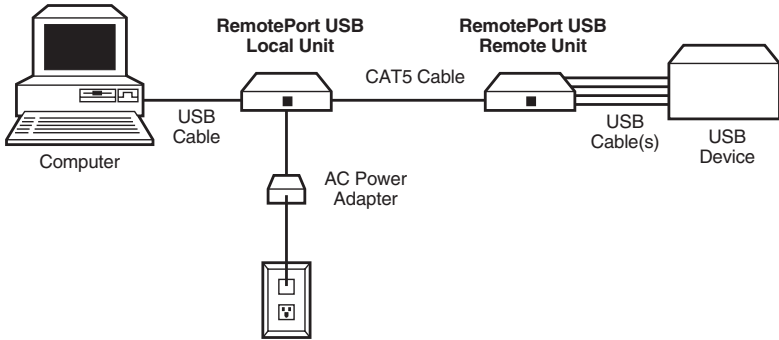 RemotePort USB
Local Unit
RemotePort USB
Remote Unit
CAT5 Cable
USB
Cable
USB
Cable(s)
USB
Device
Computer
AC Power
Adapter